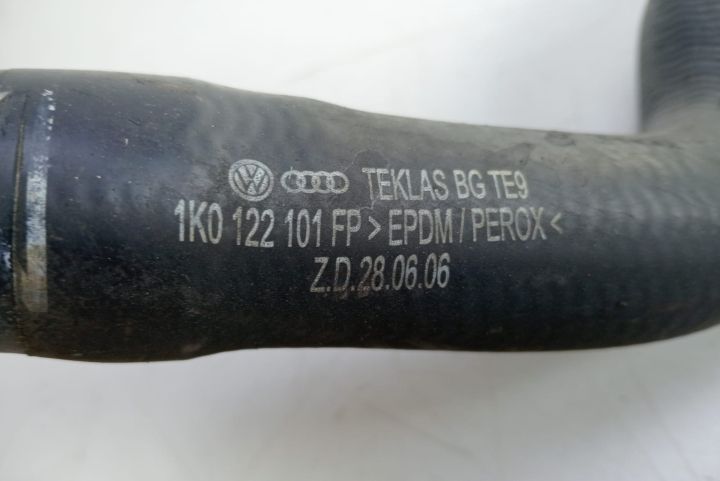 TEKLAS BG TE9
1K0 122 101 FP > EPDM / PEROX <
Z.D.28.06.06